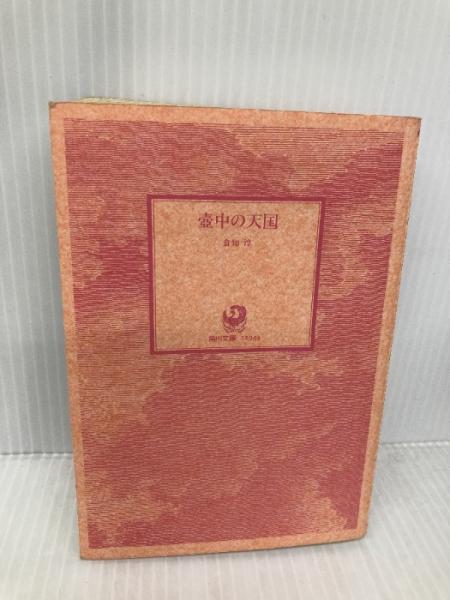 壺中の天国
倉知 淳
角川文庫